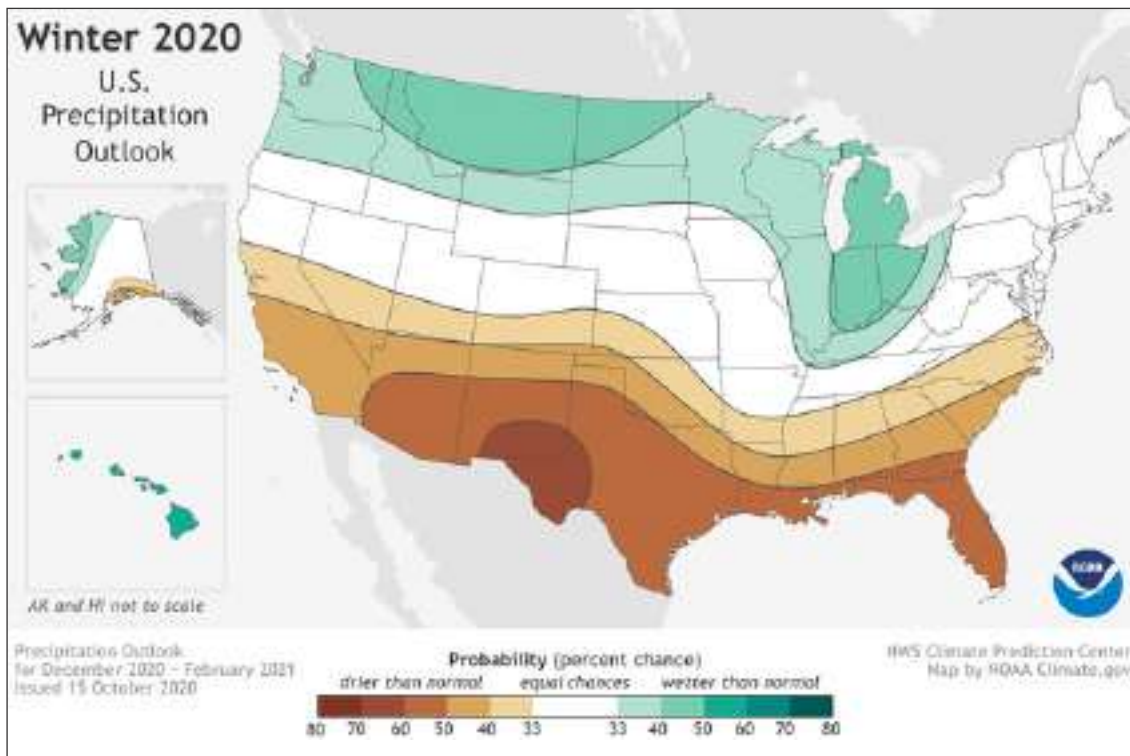 Winter 2020
U.S.
Precipitation
Outlook
AK and HI not to scale
Precipitation Outlook
for December 2020 – February 2021
Issued 15 October 2020
Probability (percent chance)
drier than normal equal chances wetter than normal
80 70 60 50 40 33 33 40 50 60 70 80
NWS Climate Prediction Center
Map by NOAA Climate.gov
NOAA